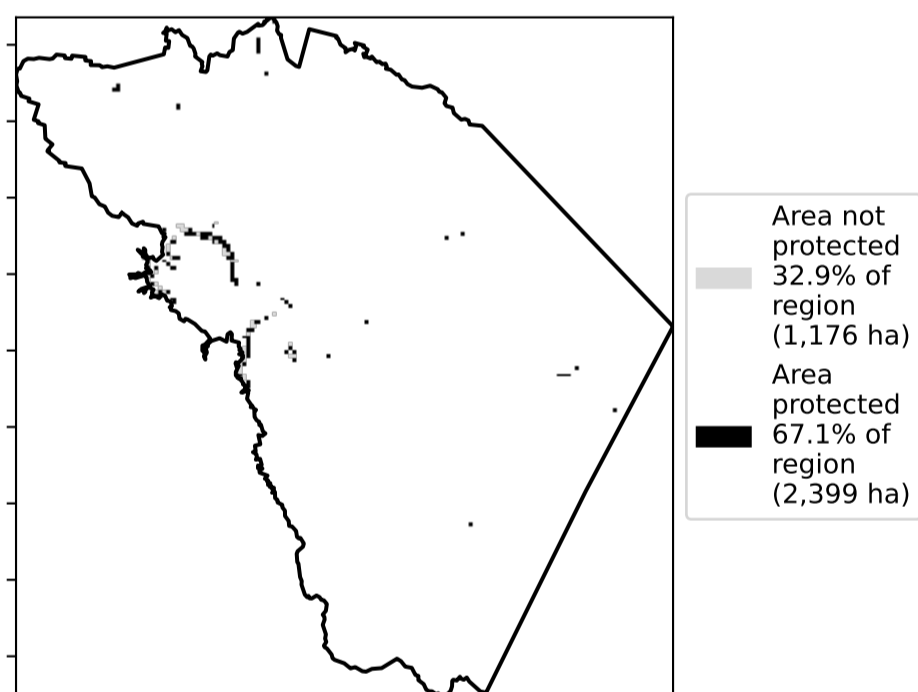 Area not
protected
32.9% of
region
(1,176 ha)
Area
protected
67.1% of
region
(2,399 ha)